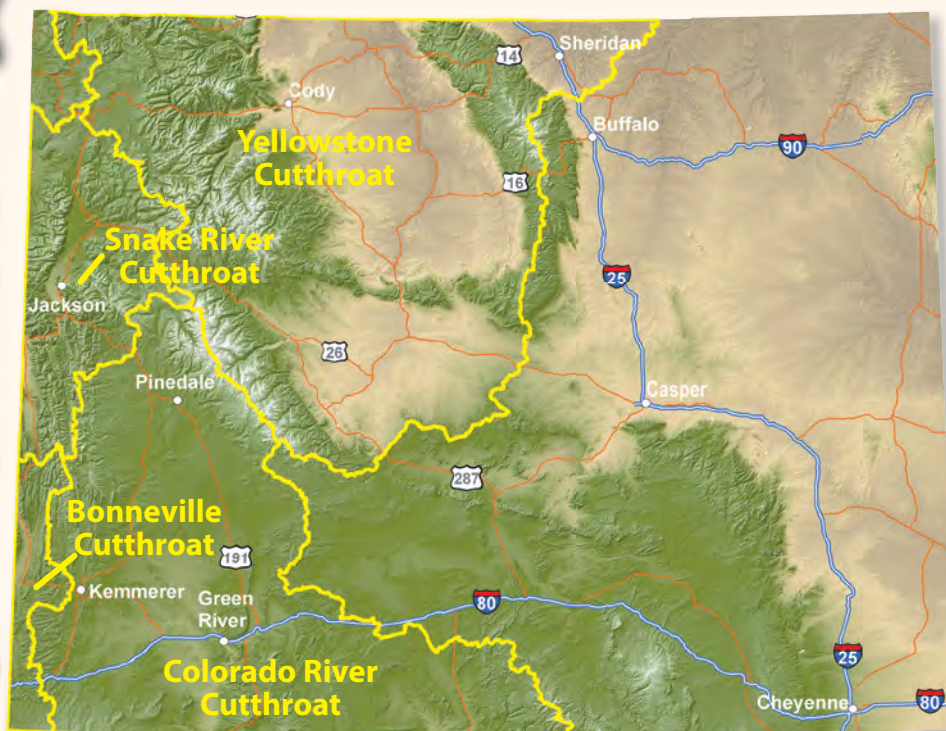 Sheridan
14
Cody
Buffalo
90
Yellowstone
Cutthroat
16
Snake River
Cutthroat
25
Jackson
26
Pinedale
Casper
287
Bonneville
Cutthroat
191
Kemmerer
Green
River
80
Colorado River
Cutthroat
25
Cheyenne
80